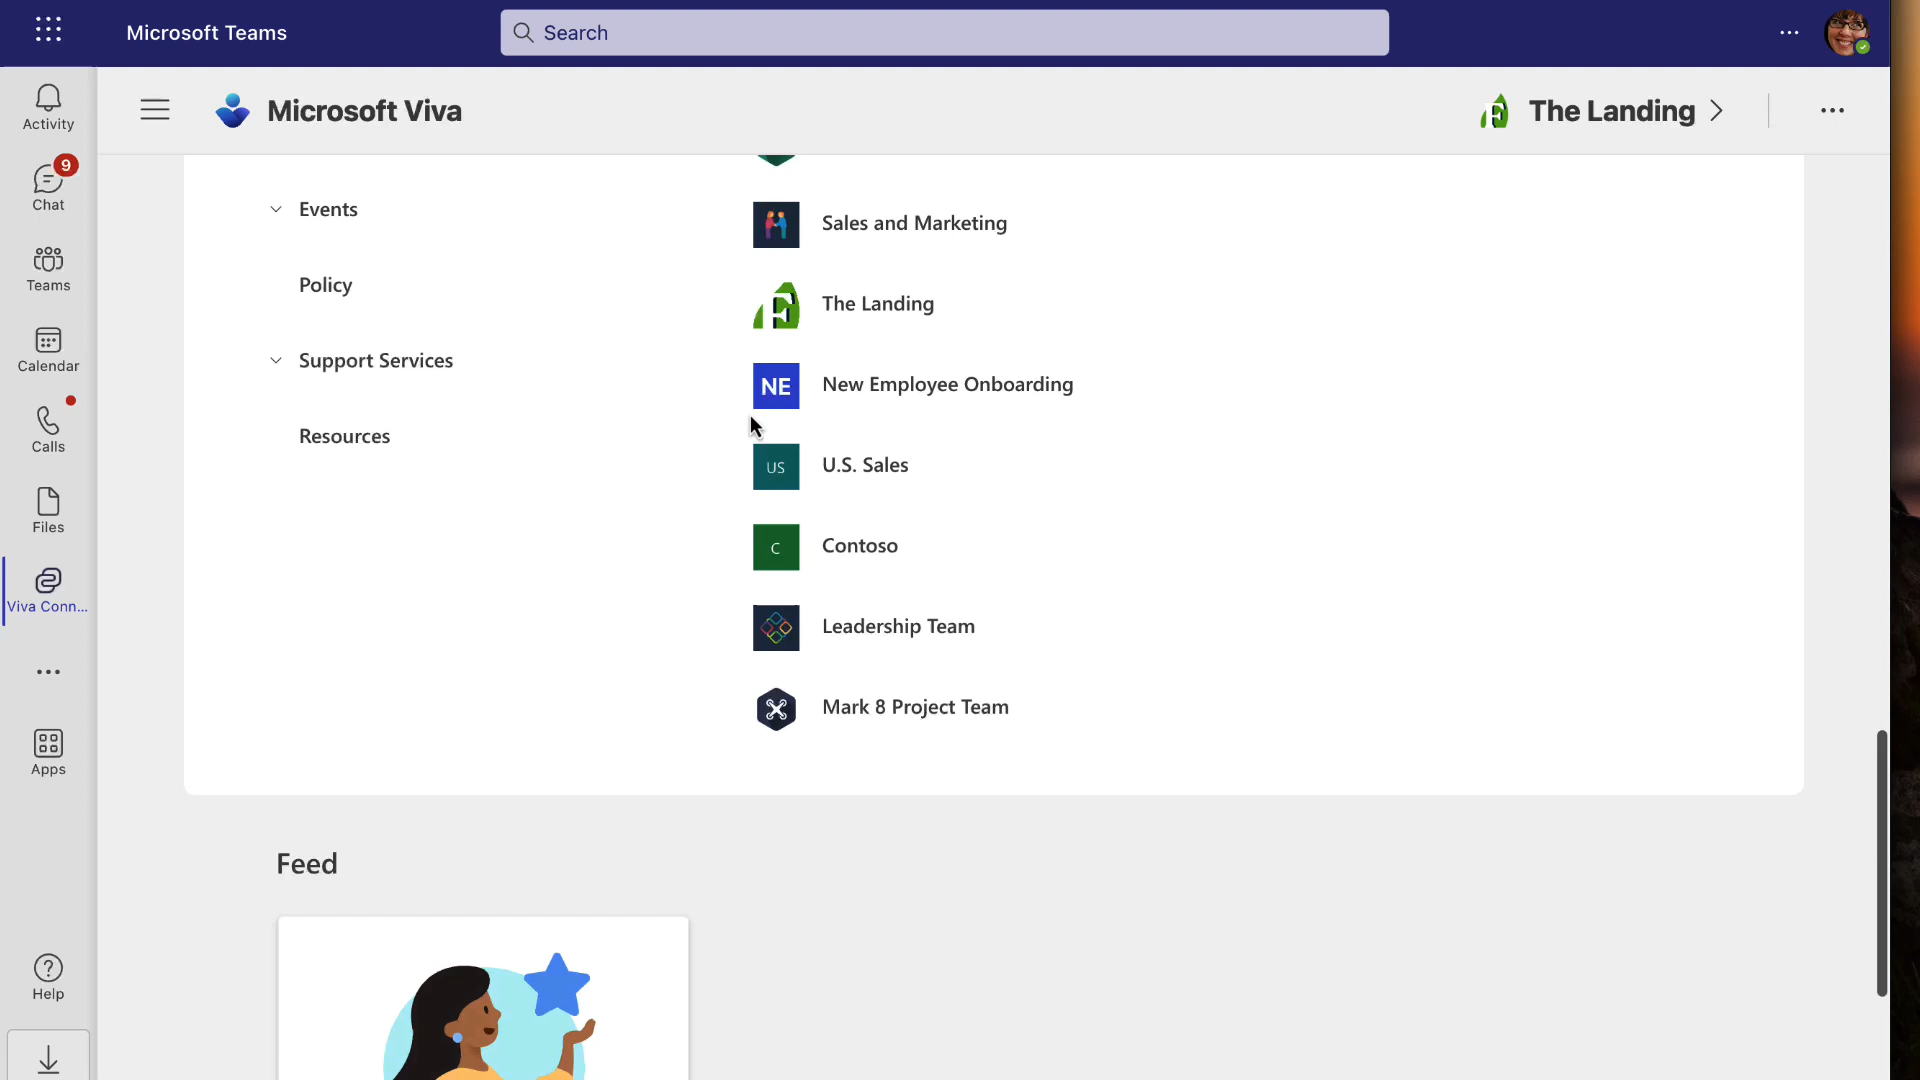 Microsoft Teams
Search
Activity
9
Chat
Teams
Calendar
Calls
Files
Viva Conn...
Apps
Help
Microsoft Viva
The Landing
Events
Policy
Support Services
Resources
Sales and Marketing
F
The Landing
NE
New Employee Onboarding
US
U.S. Sales
C
Contoso
Leadership Team
Mark 8 Project Team
Feed